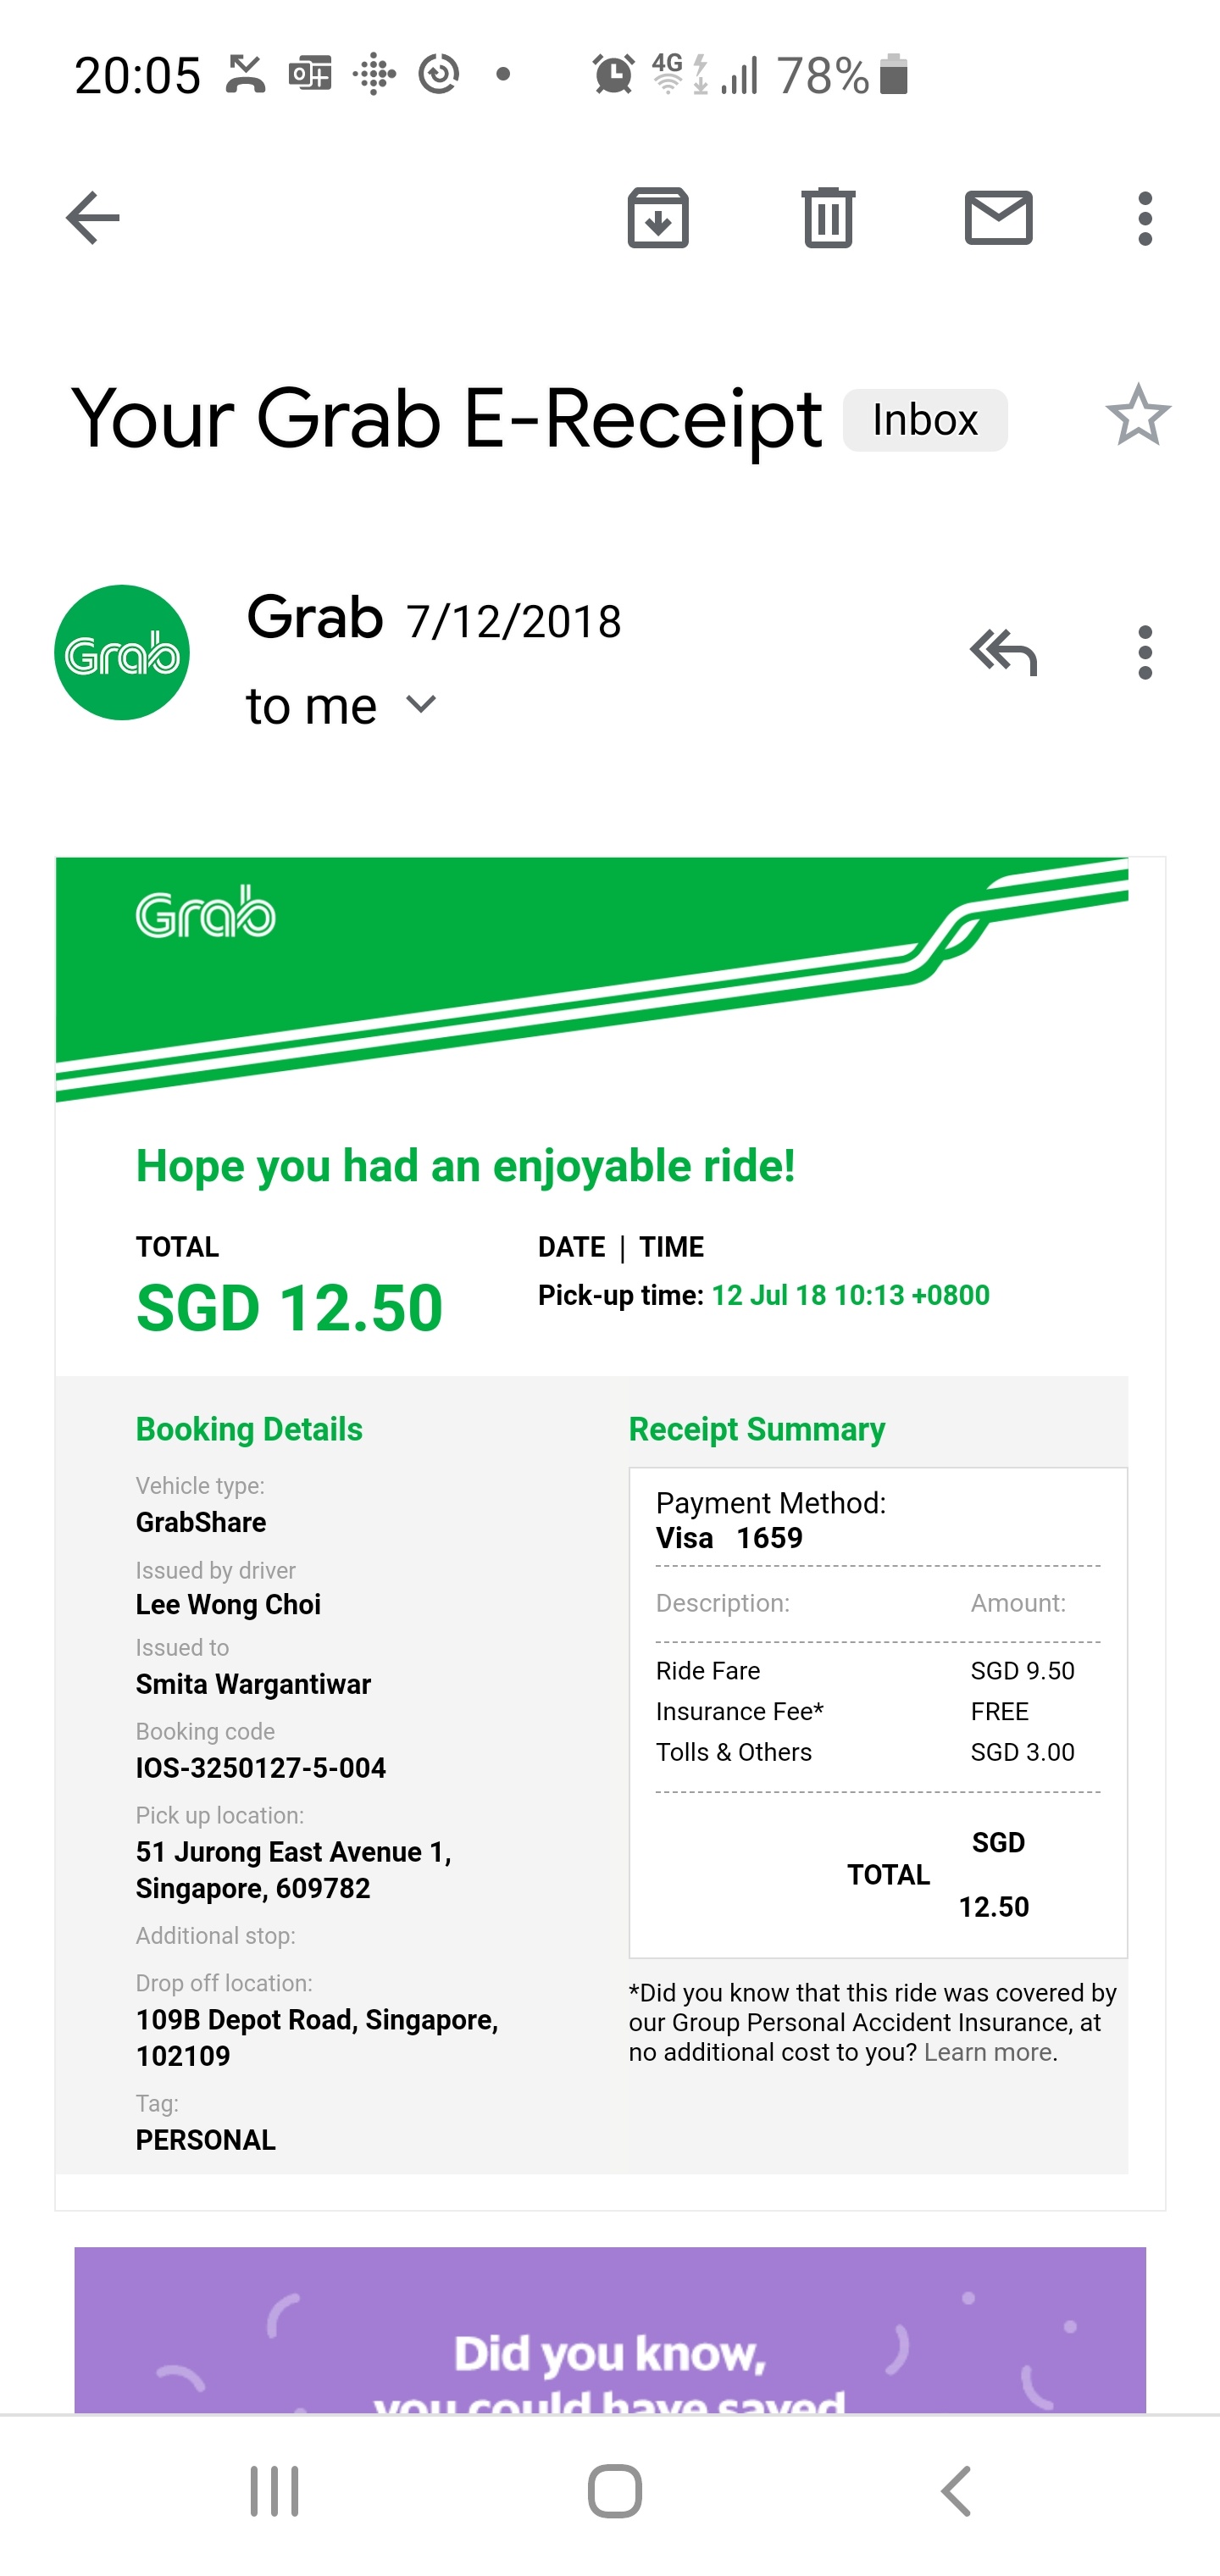 20:05 4G 78%
Your Grab E-Receipt Inbox
Grab
Grab 7/12/2018
to me
Grab
Hope you had an enjoyable ride!
TOTAL
SGD 12.50
DATE | TIME
Pick-up time: 12 Jul 18 10:13 +0800
Booking Details
Vehicle type:
GrabShare
Issued by driver
Lee Wong Choi
Issued to
Smita Wargantiwar
Booking code
IOS-3250127-5-004
Pick up location:
51 Jurong East Avenue 1,
Singapore, 609782
Additional stop:
Drop off location:
109B Depot Road, Singapore,
102109
Tag:
PERSONAL
Receipt Summary
Payment Method:
Visa 1659
Description: Amount:
Ride Fare SGD 9.50
Insurance Fee* FREE
Tolls & Others SGD 3.00
TOTAL SGD
12.50
*Did you know that this ride was covered by
our Group Personal Accident Insurance, at
no additional cost to you? Learn more.
Did you know,
you could have saved